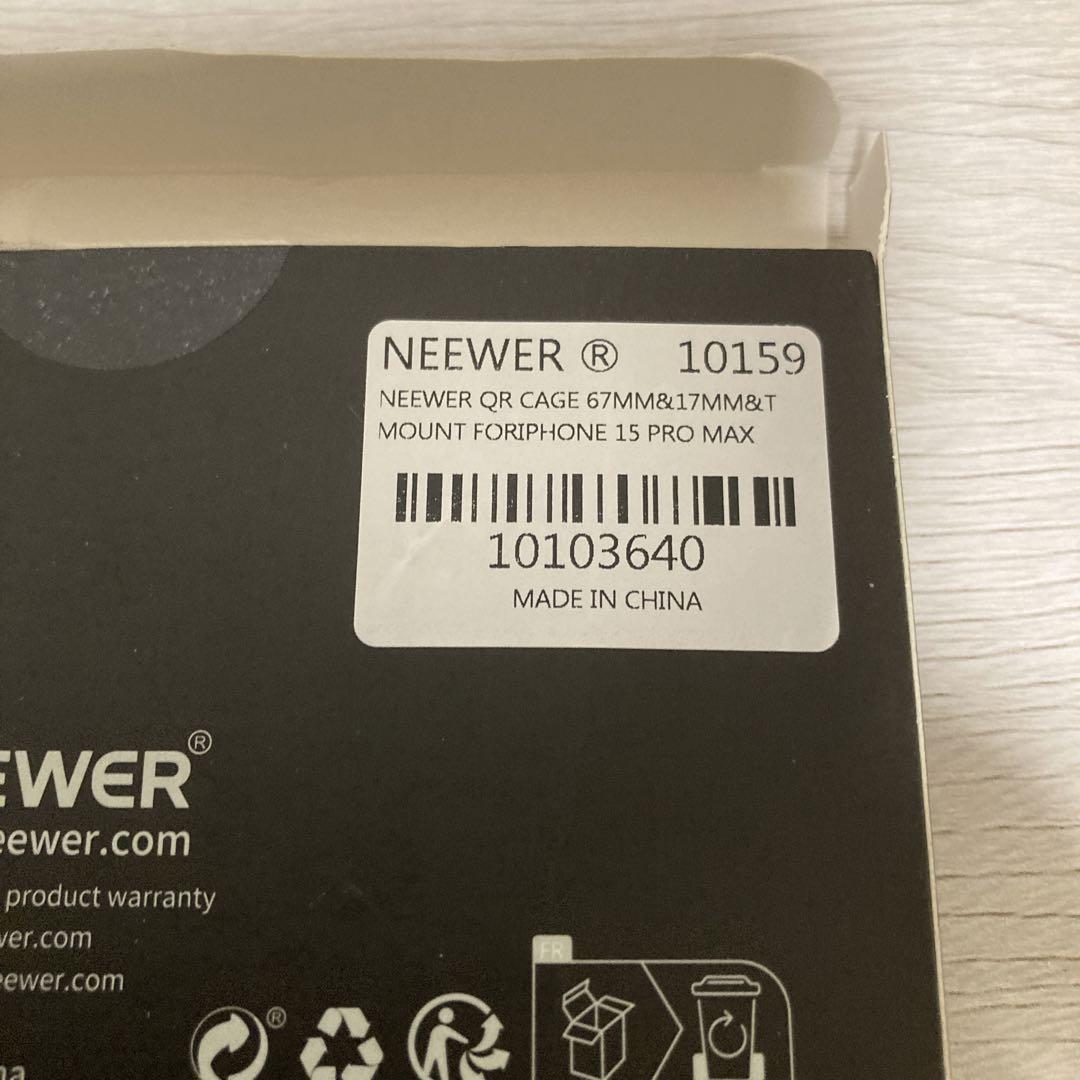 NEEWER ® 10159
NEEWER QR CAGE 67MM&17MM&T
MOUNT FORIPHONE 15 PRO MAX
10103640
MADE IN CHINA
EWER®
eewer.com
product warranty
wer.com
eewer.com
®
FR
na